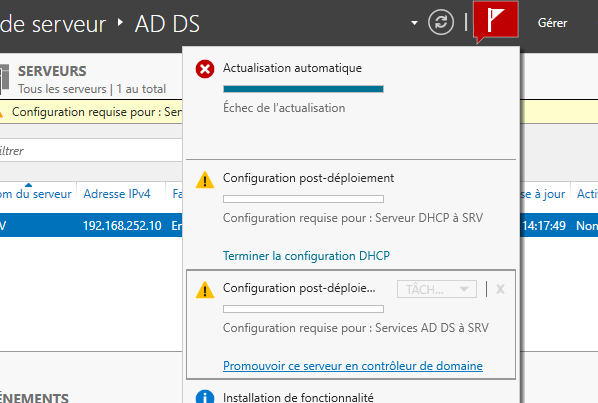 de serveur ▸ AD DS
Gérer
SERVEURS
Tous les serveurs | 1 au total
Configuration requise pour : Ser
iltrer
om du serveur Adresse IPv4 Fa
se à jour Activ
V 192.168.252.10 En
14:17:49 Non
Actualisation automatique
Échec de l'actualisation
Configuration post-déploiement
Configuration requise pour : Serveur DHCP à SRV
Terminer la configuration DHCP
Configuration post-déploie... TÂCH... X
Configuration requise pour : Services AD DS à SRV
Promouvoir ce serveur en contrôleur de domaine
Installation de fonctionnalité
ÉNEMENTS